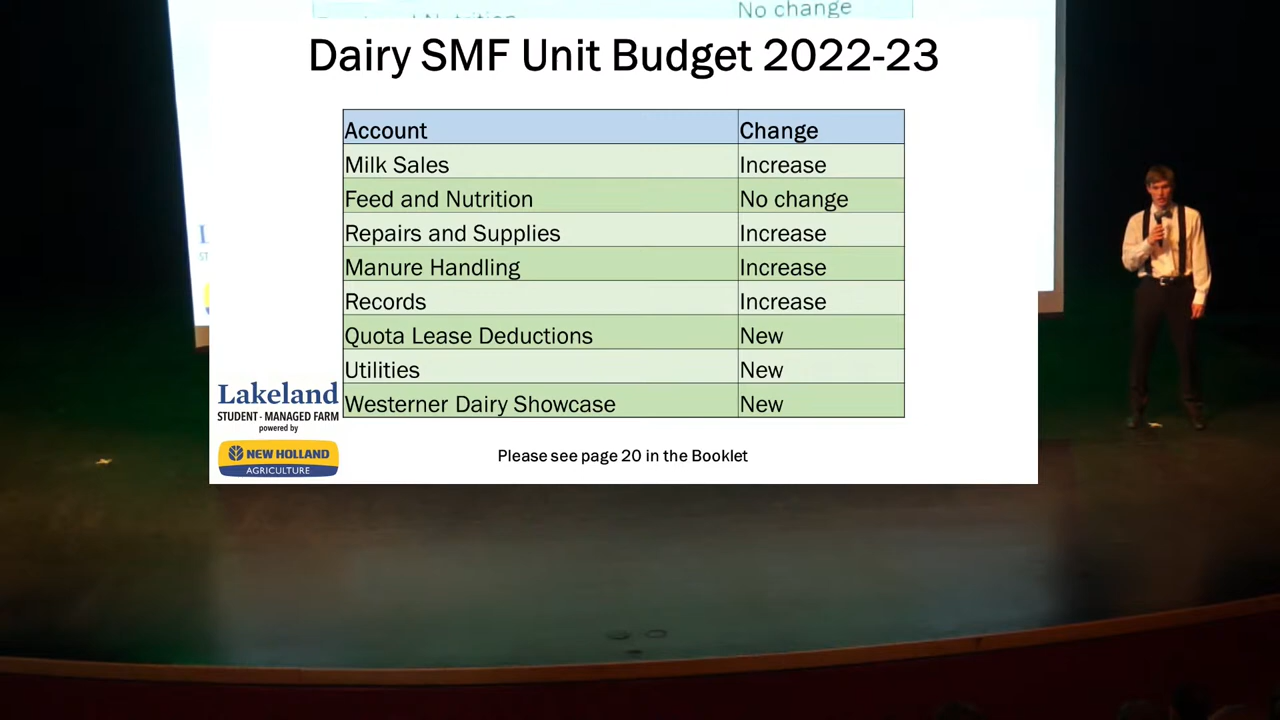 No change
Dairy SMF Unit Budget 2022-23
Account Change
Milk Sales Increase
Feed and Nutrition No change
Repairs and Supplies Increase
Manure Handling Increase
Records Increase
Quota Lease Deductions New
Utilities New
Westerner Dairy Showcase New
Lakeland
STUDENT - MANAGED FARM
powered by
NEW HOLLAND
AGRICULTURE
Please see page 20 in the Booklet